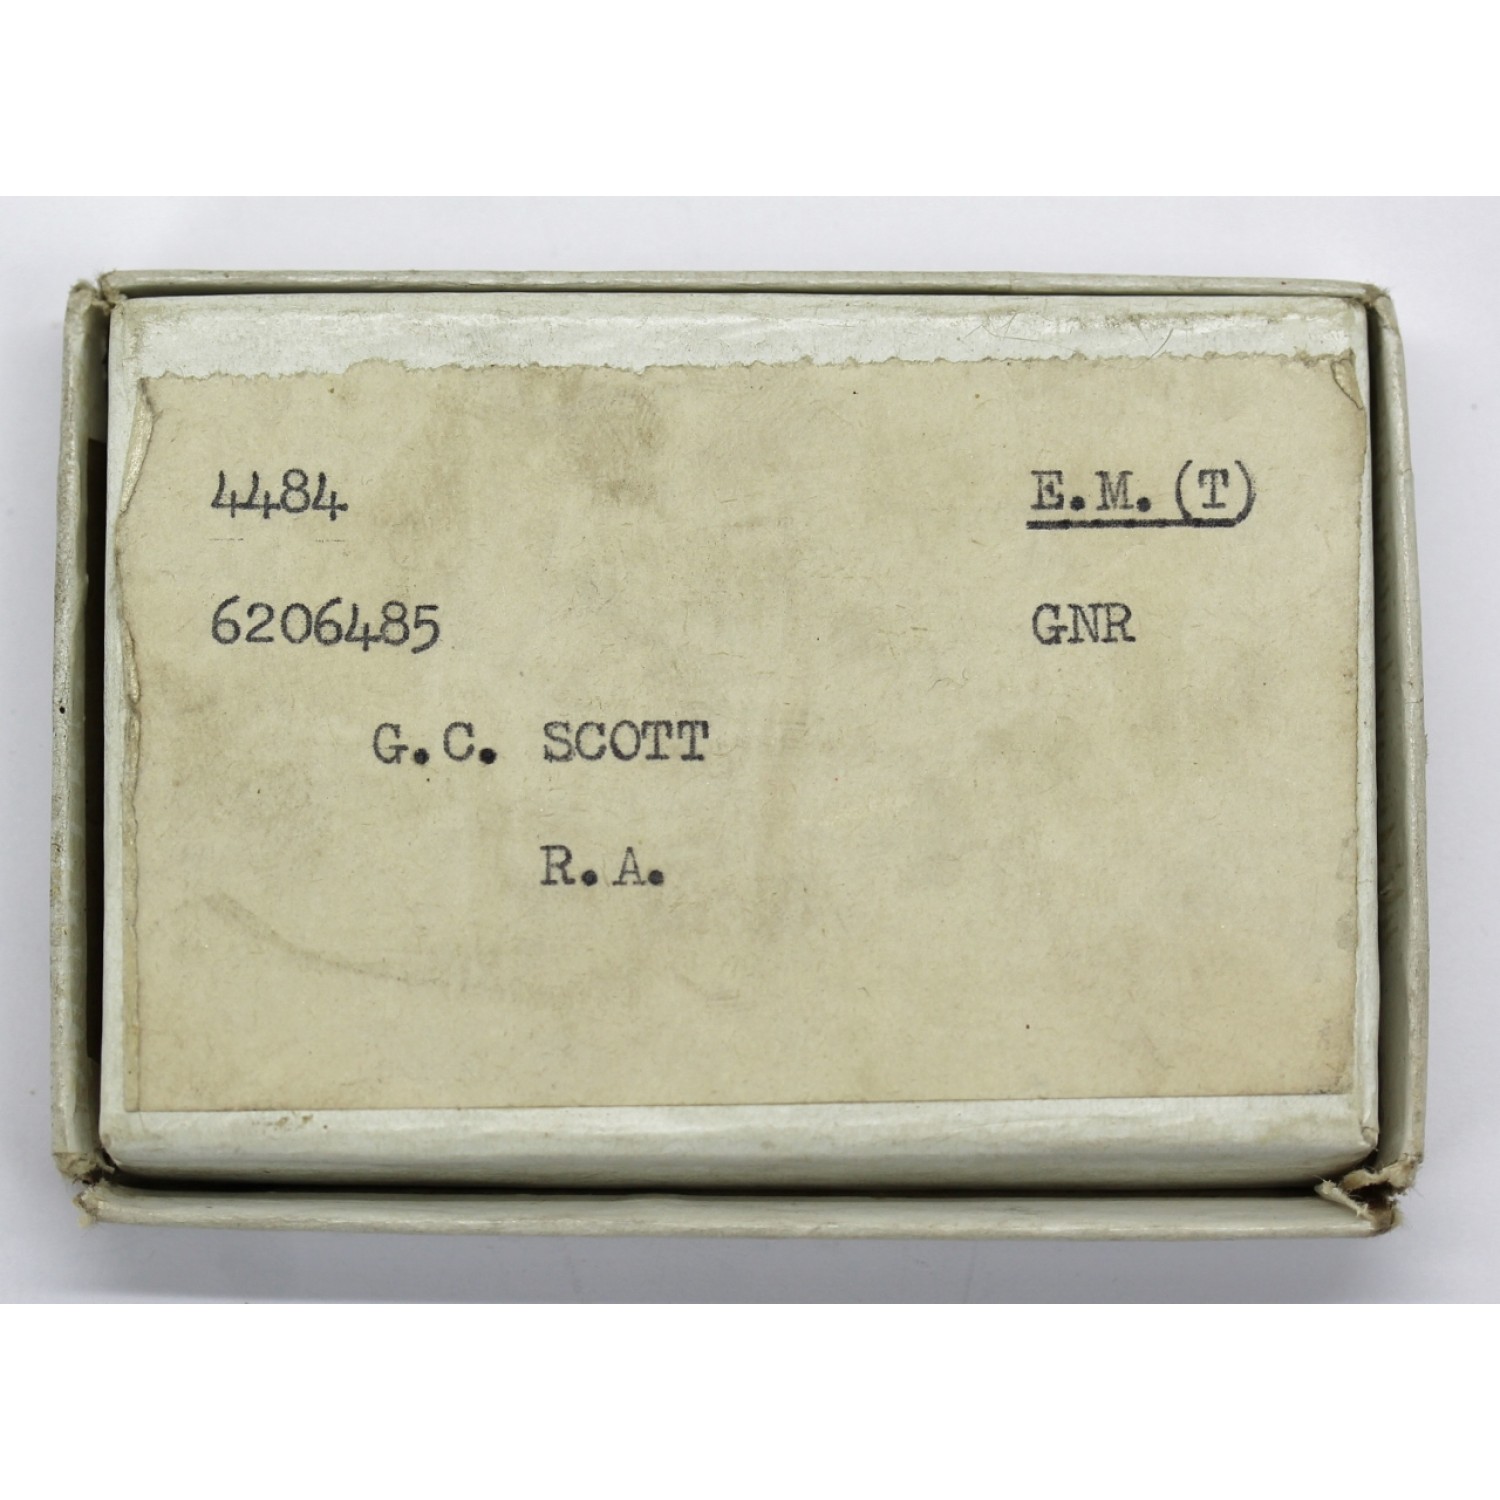 4484 E.M.(T)
6206485 GNR
G.C. SCOTT
R.A.